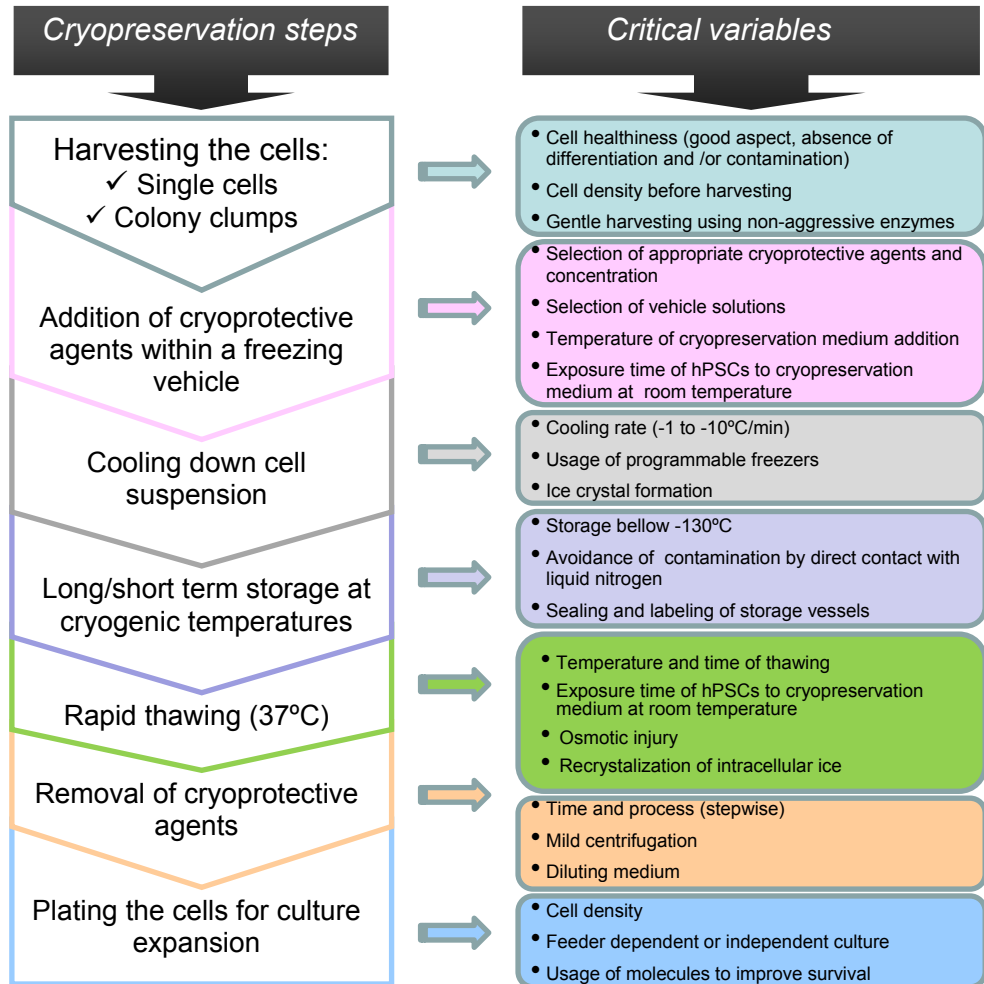 Cryopreservation steps
Critical variables
Harvesting the cells:
✓ Single cells
✓ Colony clumps
• Cell healthiness (good aspect, absence of
differentiation and /or contamination)
• Cell density before harvesting
• Gentle harvesting using non-aggressive enzymes
Addition of cryoprotective
agents within a freezing
vehicle
• Selection of appropriate cryoprotective agents and
concentration
• Selection of vehicle solutions
• Temperature of cryopreservation medium addition
• Exposure time of hPSCs to cryopreservation
medium at room temperature
Cooling down cell
suspension
• Cooling rate (-1 to -10ºC/min)
• Usage of programmable freezers
• Ice crystal formation
Long/short term storage at
cryogenic temperatures
• Storage bellow -130ºC
• Avoidance of contamination by direct contact with
liquid nitrogen
• Sealing and labeling of storage vessels
Rapid thawing (37ºC)
• Temperature and time of thawing
• Exposure time of hPSCs to cryopreservation
medium at room temperature
• Osmotic injury
• Recrystalization of intracellular ice
Removal of cryoprotective
agents
• Time and process (stepwise)
• Mild centrifugation
• Diluting medium
Plating the cells for culture
expansion
• Cell density
• Feeder dependent or independent culture
• Usage of molecules to improve survival